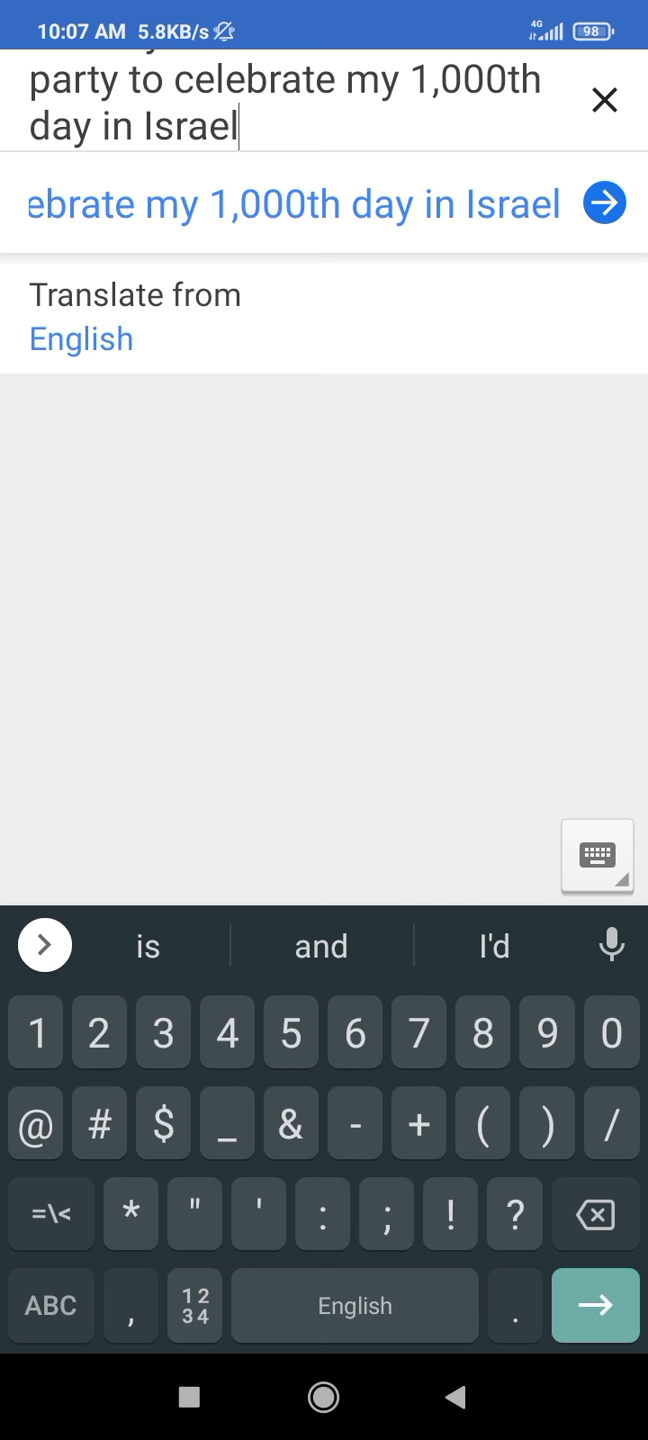 10:07 AM 5.8KB/s 4G 98
party to celebrate my 1,000th
day in Israel
ebrate my 1,000th day in Israel
Translate from
English
is and I'd
1 2 3 4 5 6 7 8 9 0
@ # $ _ & - + ( ) /
=\< * " ' : ; ! ?
ABC , 12 34 English .